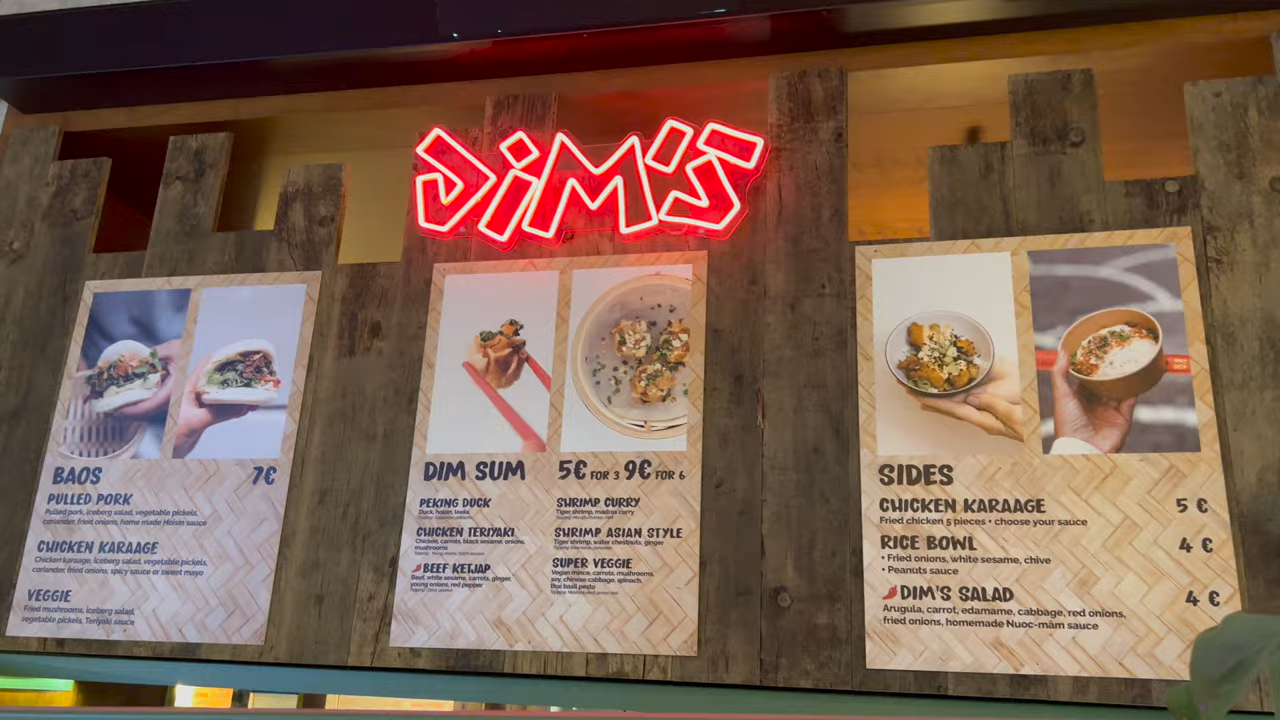 DiM'S
BAOS 7€
PULLED PORK
Pulled pork, iceberg salad, vegetable pickels,
coriander, fried onions, home made Hoisin sauce
CHICKEN KARAAGE
Chicken karaage, iceberg salad, vegetable pickels,
coriander, fried onions, spicy sauce or sweet mayo
VEGGIE
Fried mushrooms, iceberg salad,
vegetable pickels, Teriyaki sauce
DIM SUM 5€ FOR 3 9€ FOR 6
PEKING DUCK
Duck, hoisin, leeks
CHICKEN TERIYAKI
Chicken, carrots, black sesame, onions,
mushrooms
BEEF KETJAP
Beef, white sesame, carrots, ginger,
young onions, red pepper
SHRIMP CURRY
Tiger shrimp, madras curry
SHRIMP ASIAN STYLE
Tiger shrimp, water chestnuts, ginger
SUPER VEGGIE
Vegan mince, carrots, mushrooms,
soy, chinese cabbage, spinach,
thai basil pesto
SIDES
CHICKEN KARAAGE 5 €
Fried chicken 5 pieces • choose your sauce
RICE BOWL 4 €
• Fried onions, white sesame, chive
• Peanuts sauce
DIM'S SALAD 4 €
Arugula, carrot, edamame, cabbage, red onions,
fried onions, homemade Nuoc-mâm sauce